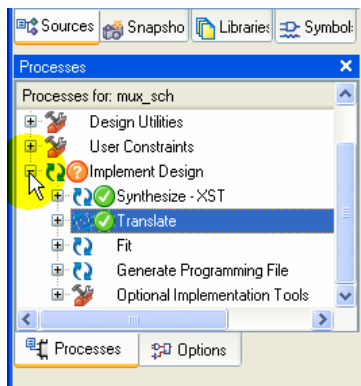 Sources Snapsho Libraries Symbol
Processes
Processes for: mux_sch
Design Utilities
User Constraints
Implement Design
Synthesize - XST
Translate
Fit
Generate Programming File
Optional Implementation Tools
Processes Options